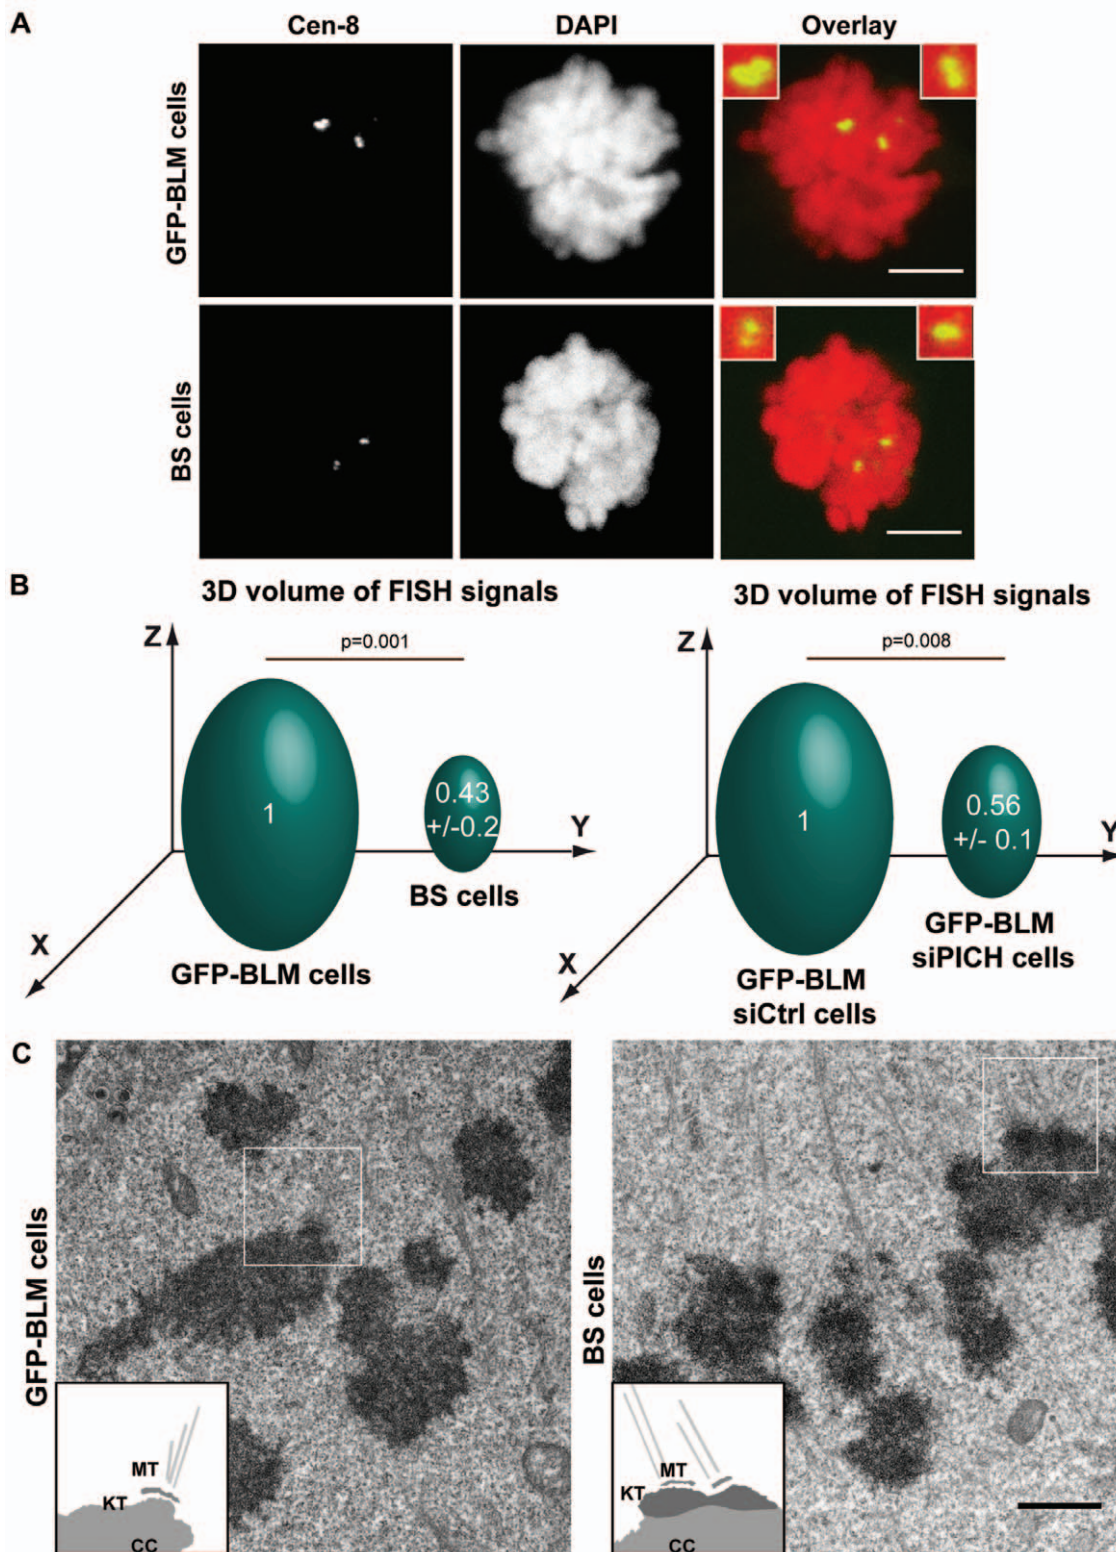 A
Cen-8
DAPI
Overlay
GFP-BLM cells
BS cells
B
3D volume of FISH signals
Z
p=0.001
1
0.43
+/-0.2
Y
BS cells
X
GFP-BLM cells
3D volume of FISH signals
Z
p=0.008
1
0.56
+/- 0.1
Y
GFP-BLM
siPICH cells
X
GFP-BLM
siCtrl cells
C
GFP-BLM cells
MT
KT
CC
BS cells
MT
KT
CC